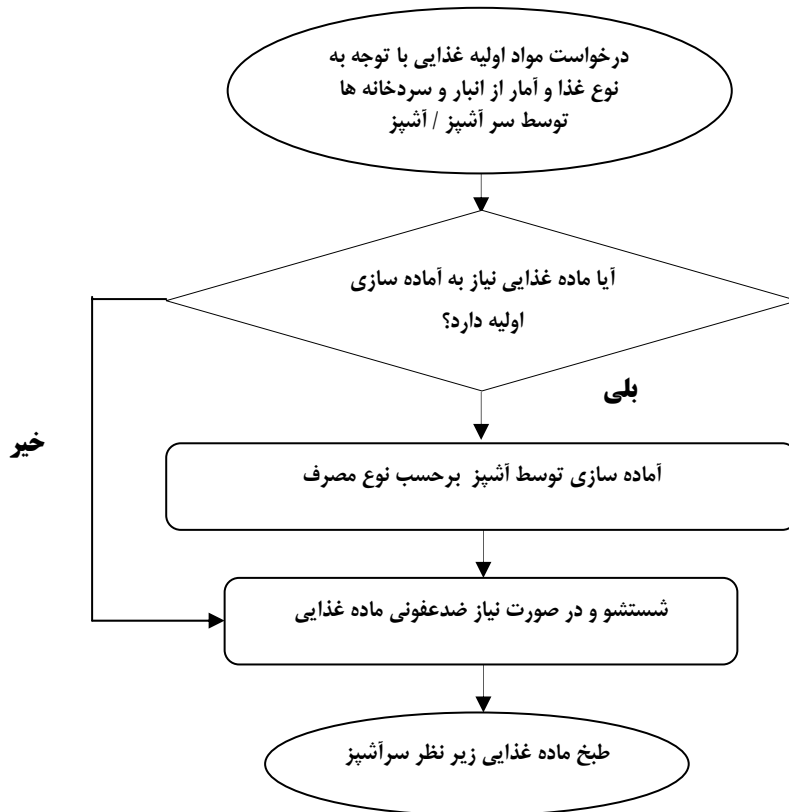 درخواست مواد اولیه غذایی با توجه به
نوع غذا و آمار از انبار و سردخانه ها
توسط سر آشپز / آشپز
آیا ماده غذایی نیاز به آماده سازی
اولیه دارد؟
بلی
خیر
آماده سازی توسط آشپز برحسب نوع مصرف
شستشو و در صورت نیاز ضدعفونی ماده غذایی
طبخ ماده غذایی زیر نظر سرآشپز